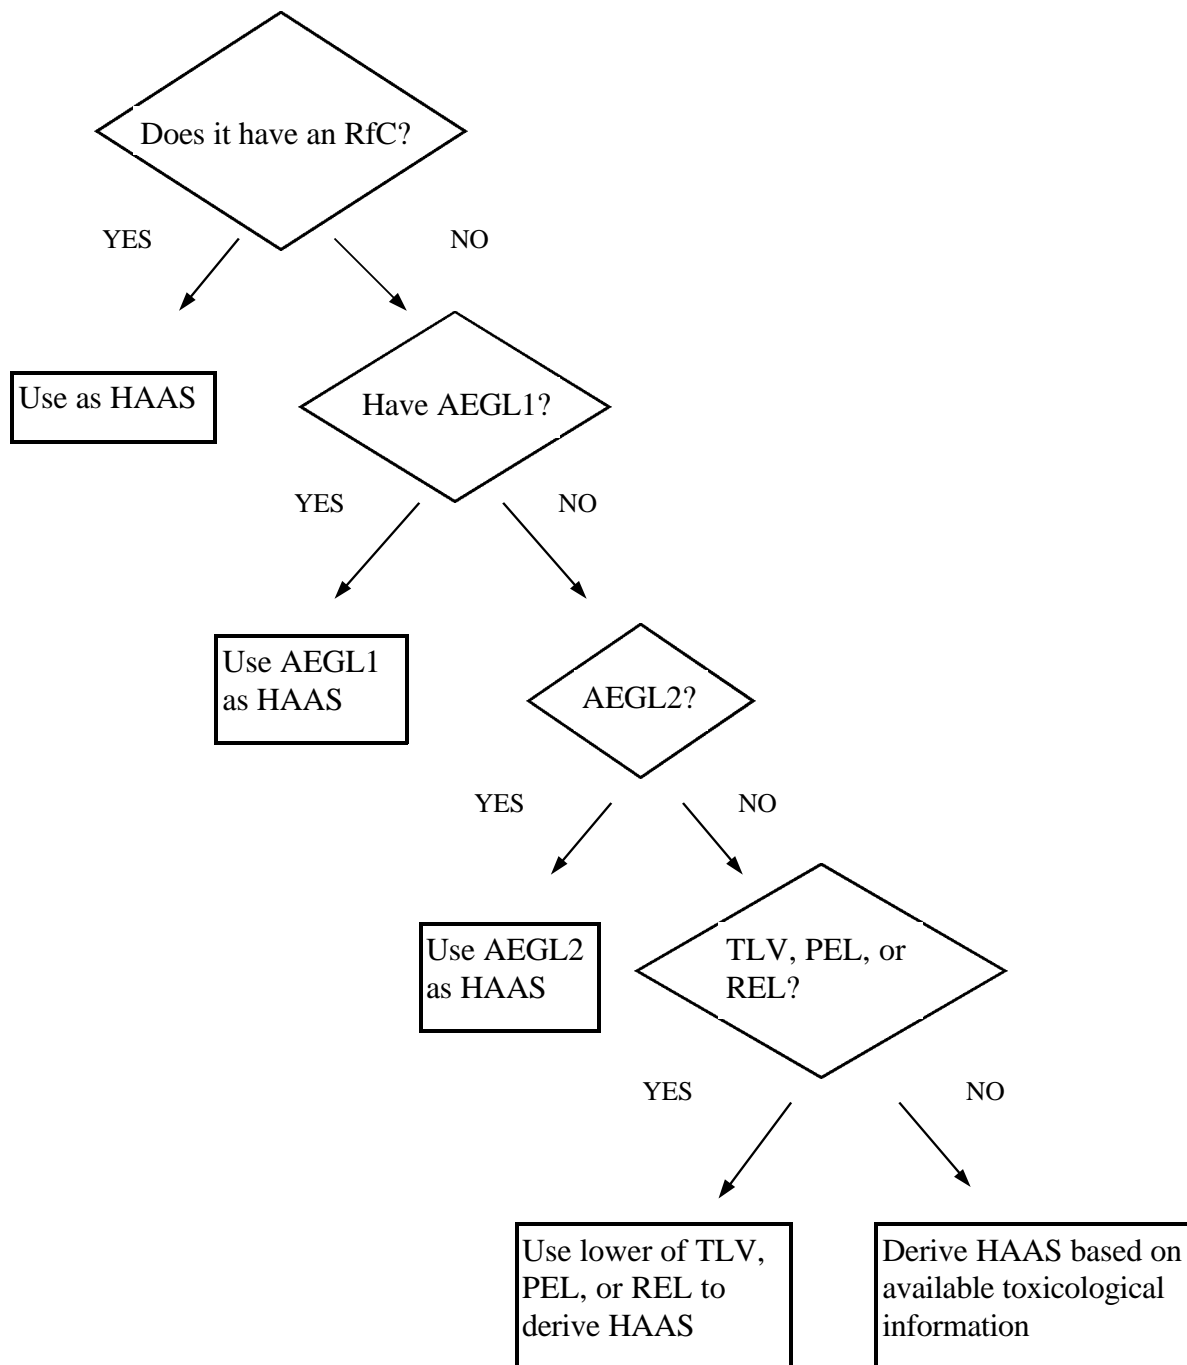 Does it have an RfC?
YES
NO
Use as HAAS
Have AEGL1?
YES
NO
Use AEGL1
as HAAS
AEGL2?
YES
NO
Use AEGL2
as HAAS
TLV, PEL, or
REL?
YES
NO
Use lower of TLV,
PEL, or REL to
derive HAAS
Derive HAAS based on
available toxicological
information